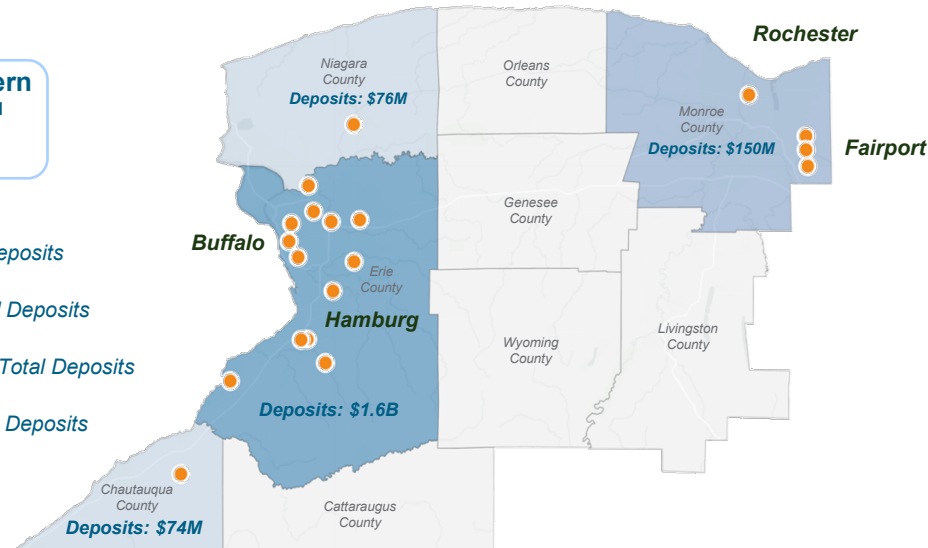 ern
eposits
Deposits
Total Deposits
Deposits
Rochester
Niagara
County
Deposits: $76M
Orleans
County
Monroe
County
Deposits: $150M
Fairport
Genesee
County
Buffalo
Erie
County
Hamburg
Wyoming
County
Livingston
County
Deposits: $1.6B
Chautauqua
County
Deposits: $74M
Cattaraugus
County